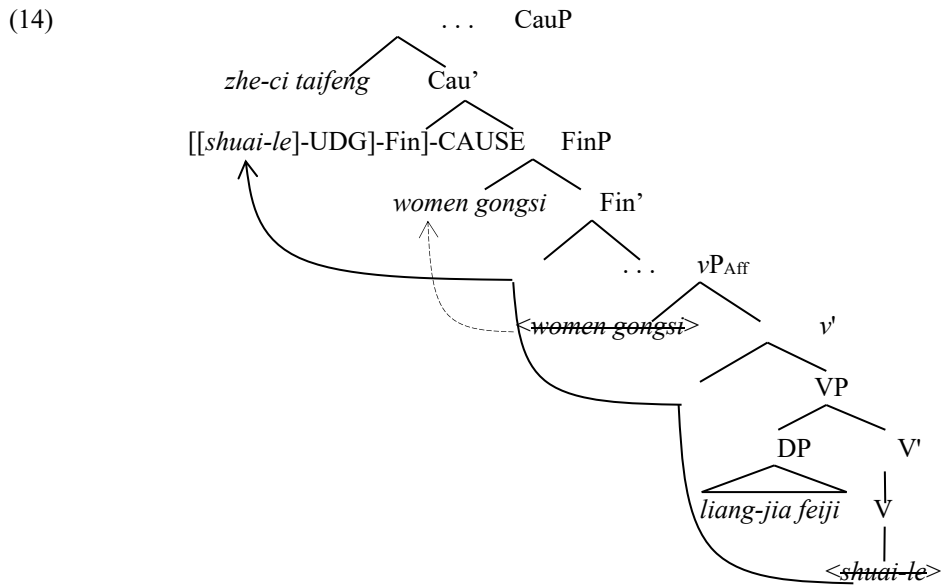 (14)
. . . CauP
zhe-ci taifeng Cau’
[[shuai-le]-UDG]-Fin]-CAUSE FinP
women gongsi Fin’
. . . vPAff
<women gongsi> v'
VP
DP V'
liang-jia feiji V
<shuai-le>